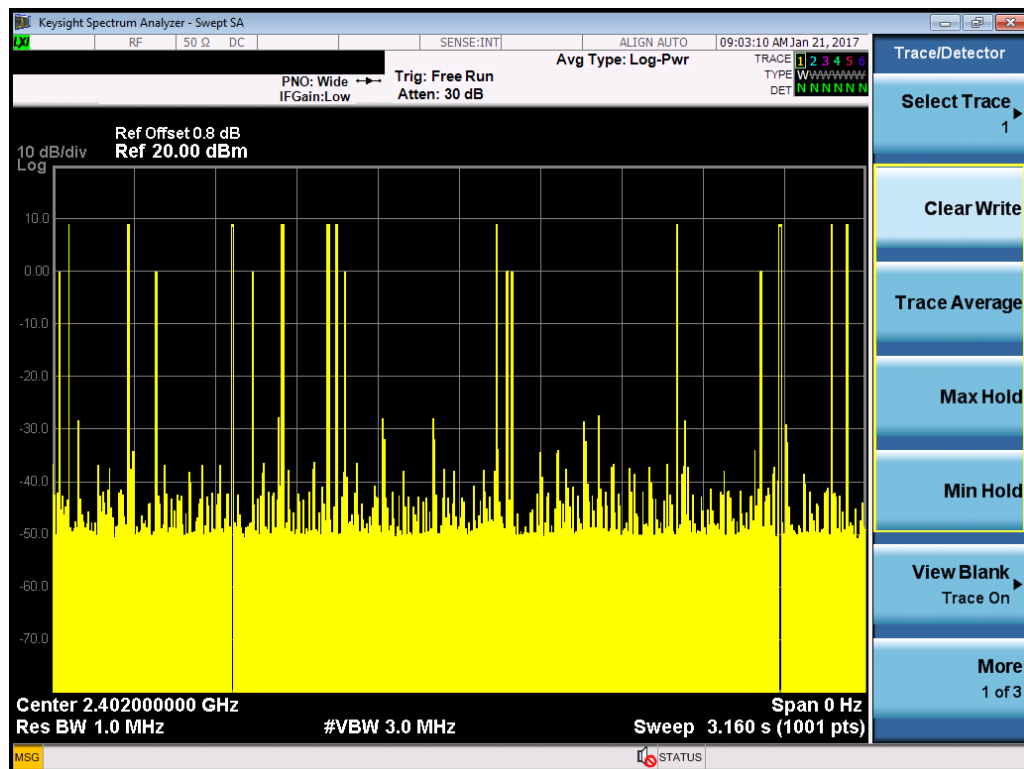 Keysight Spectrum Analyzer - Swept SA
LXI RF 50 Ω DC SENSE:INT ALIGN AUTO 09:03:10 AM Jan 21, 2017
Trace/Detector
Avg Type: Log-Pwr
TRACE 1 2 3 4 5 6
PNO: Wide
Trig: Free Run
TYPE WWWWWW
IFGain:Low
Atten: 30 dB
DET N N N N N N
Select Trace
1
Ref Offset 0.8 dB
10 dB/div
Ref 20.00 dBm
Log
Clear Write
10.0
0.00
Trace Average
-10.0
-20.0
Max Hold
-30.0
-40.0
Min Hold
-50.0
View Blank
-60.0
Trace On
-70.0
More
1 of 3
Center 2.402000000 GHz
Span 0 Hz
Res BW 1.0 MHz
#VBW 3.0 MHz
Sweep 3.160 s (1001 pts)
MSG
STATUS